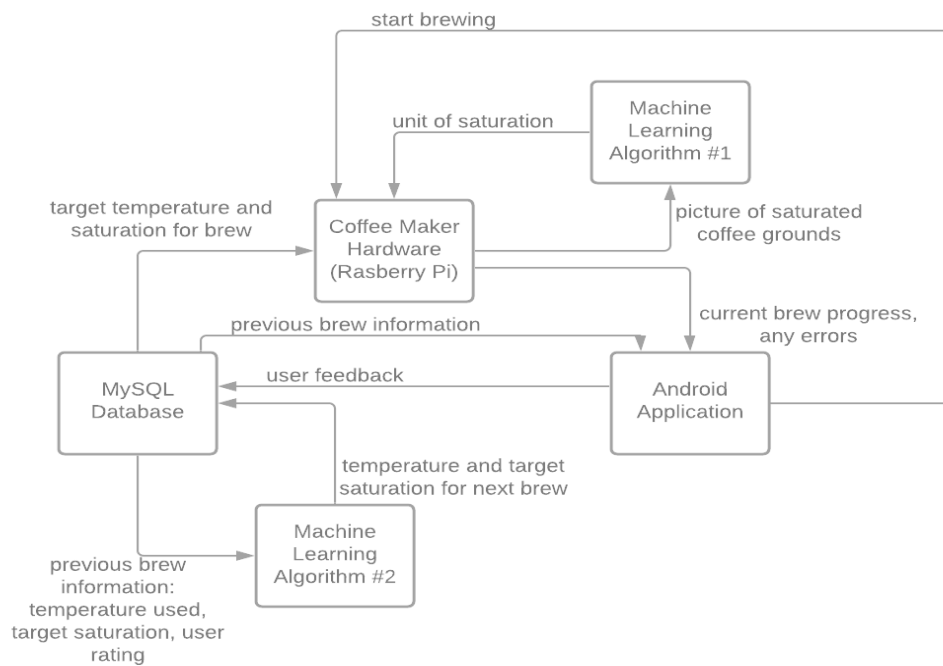 start brewing
Machine
Learning
Algorithm #1
unit of saturation
target temperature and
saturation for brew
Coffee Maker
Hardware
(Rasberry Pi)
picture of saturated
coffee grounds
current brew progress,
any errors
previous brew information
MySQL
Database
user feedback
Android
Application
temperature and target
saturation for next brew
Machine
Learning
Algorithm #2
previous brew
information:
temperature used,
target saturation, user
rating